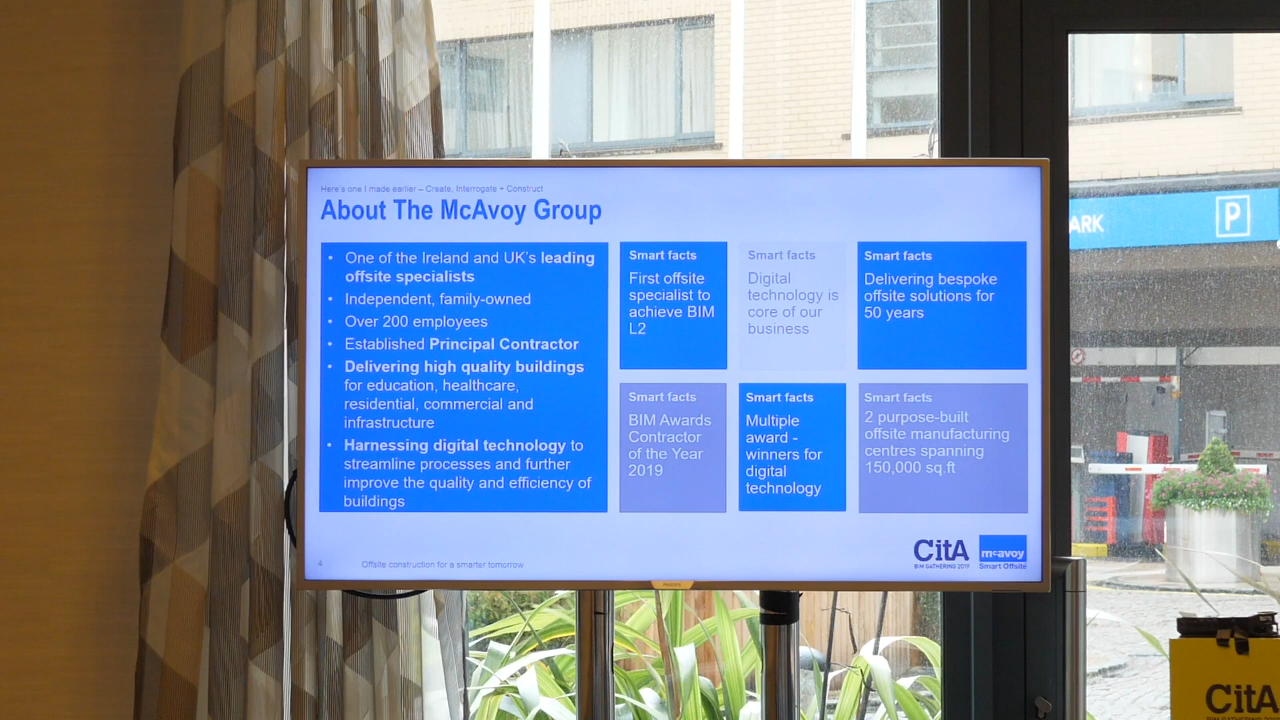 Here's one I made earlier – Create, Interrogate + Construct
About The McAvoy Group
• One of the Ireland and UK's leading
offsite specialists
• Independent, family-owned
• Over 200 employees
• Established Principal Contractor
• Delivering high quality buildings
for education, healthcare,
residential, commercial and
infrastructure
• Harnessing digital technology to
streamline processes and further
improve the quality and efficiency of
buildings
Smart facts
First offsite
specialist to
achieve BIM
L2
Smart facts
Digital
technology is
core of our
business
Smart facts
Delivering bespoke
offsite solutions for
50 years
Smart facts
BIM Awards
Contractor
of the Year
2019
Smart facts
Multiple
award -
winners for
digital
technology
Smart facts
2 purpose-built
offsite manufacturing
centres spanning
150,000 sq.ft
4
Offsite construction for a smarter tomorrow
CitA
BIM GATHERING 2019
mcavoy
Smart Offsite
PHILIPS
ARK
P
CitA
BIM GATHERING 2019